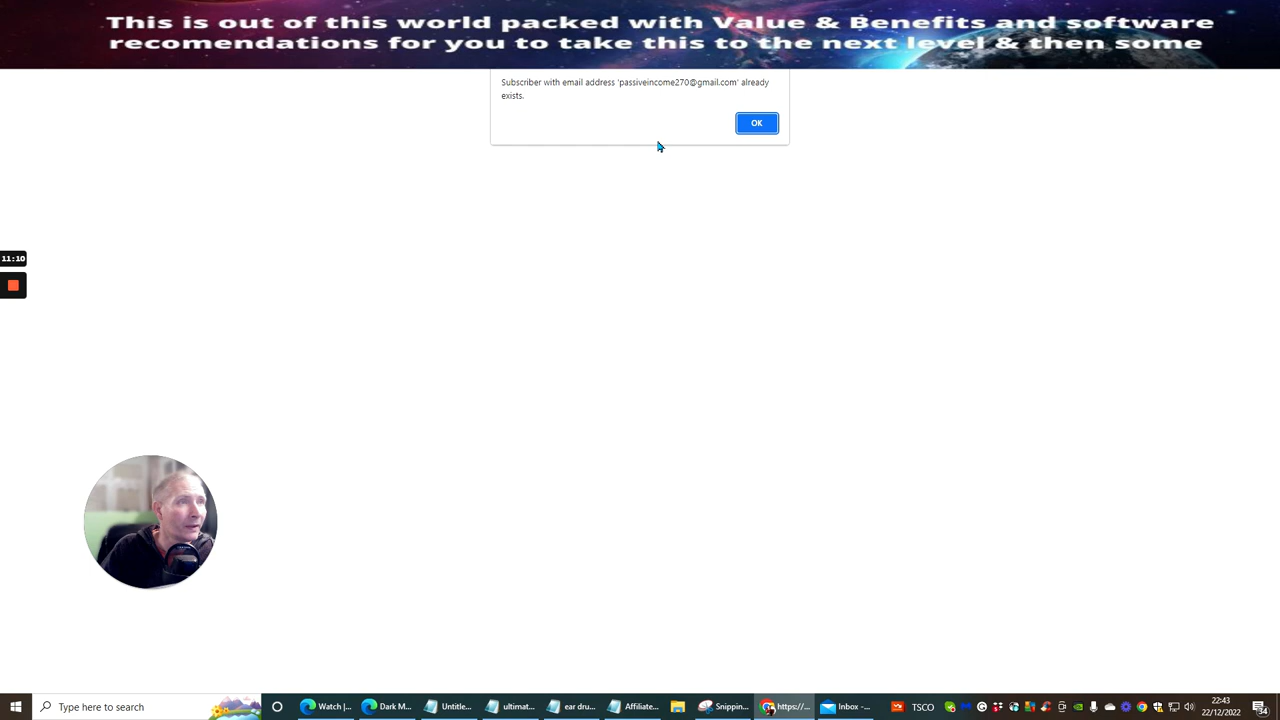 This is out of this world packed with Value & Benefits and software
recomendations for you to take this to the next level & then some
Subscriber with email address 'passiveincome270@gmail.com' already
exists.
OK
11:10
Type here to search
Watch |...
Dark M...
Untitle...
ultimat...
ear dru...
Affiliate...
Snippin...
https://...
Inbox -...
TSCO
22:43
22/12/2022